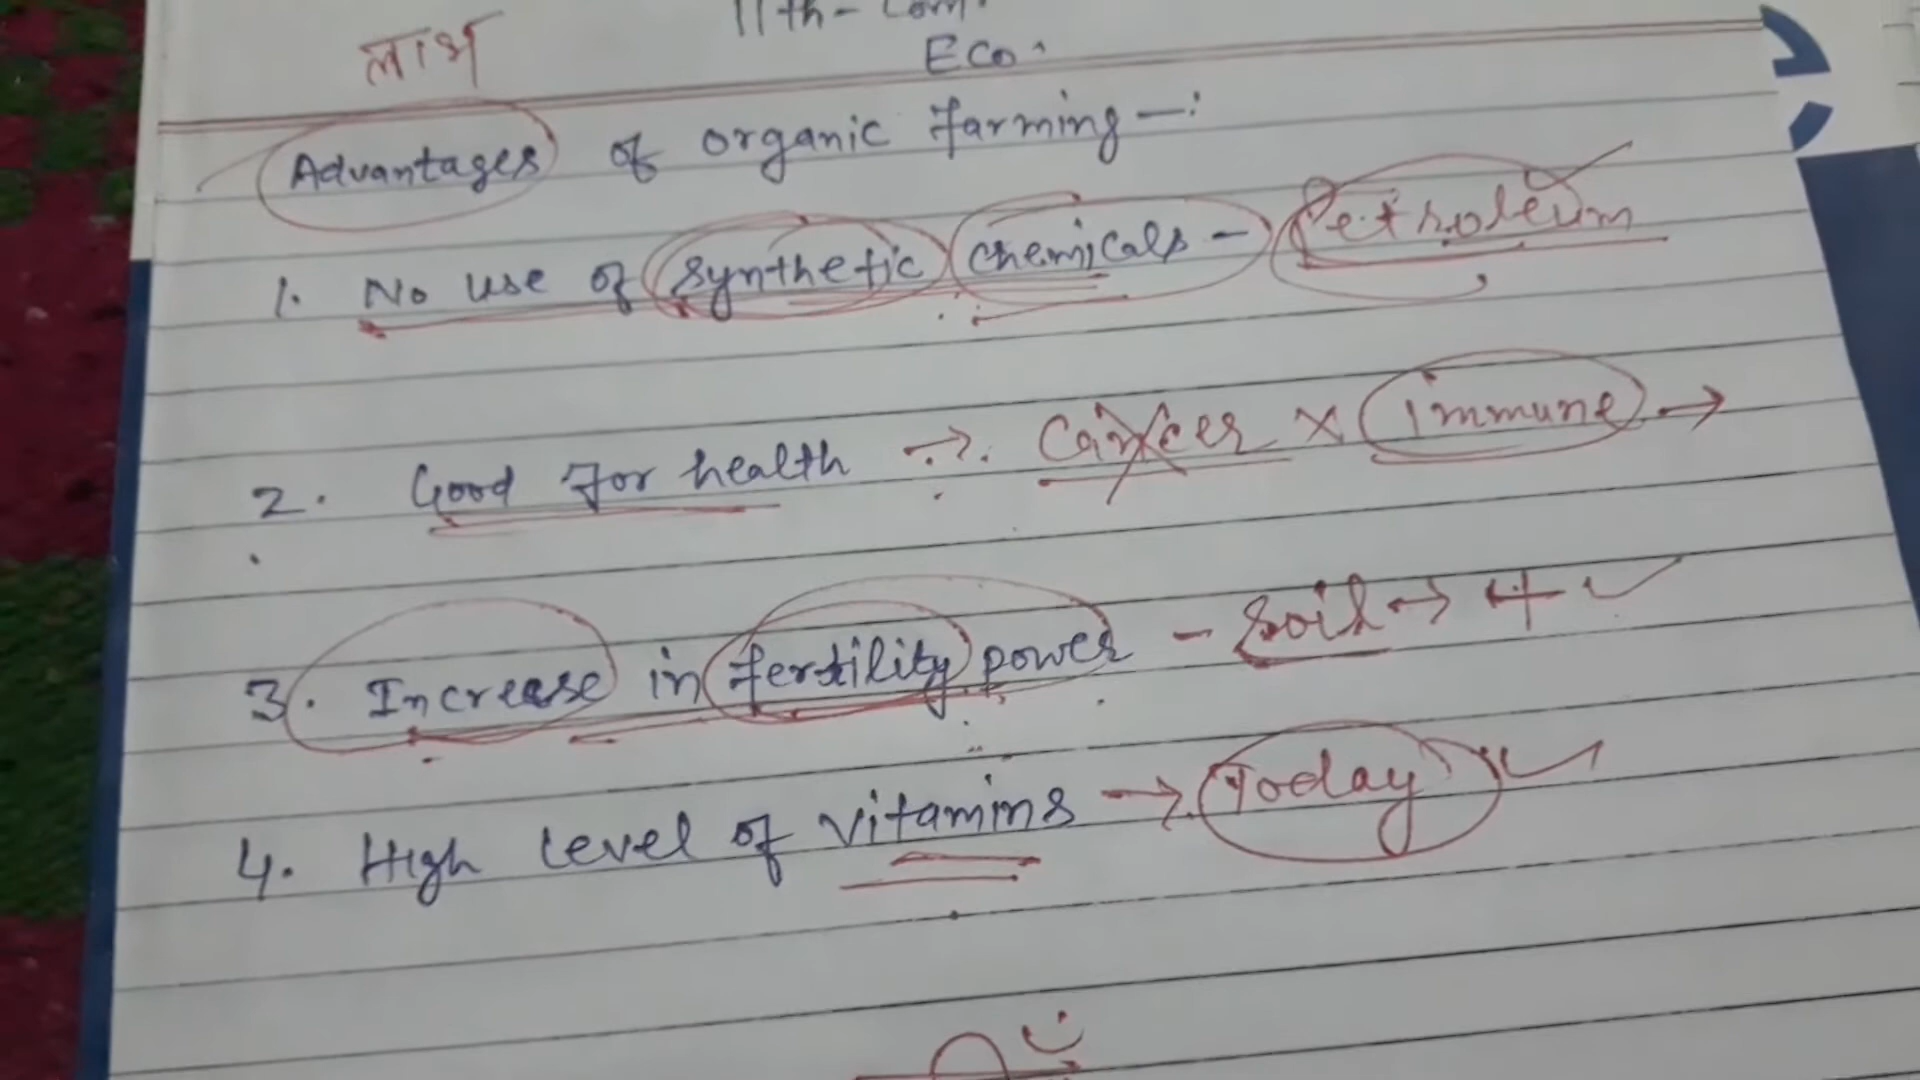 11th - Com.
लाभ
Eco.
Advantages of organic farming -:
1. No use of synthetic chemicals - Petroleum
2. Good for health → Cancer × immune →
3. Increase in fertility power - Soil → + ✓
4. High level of vitamins → Today ✓